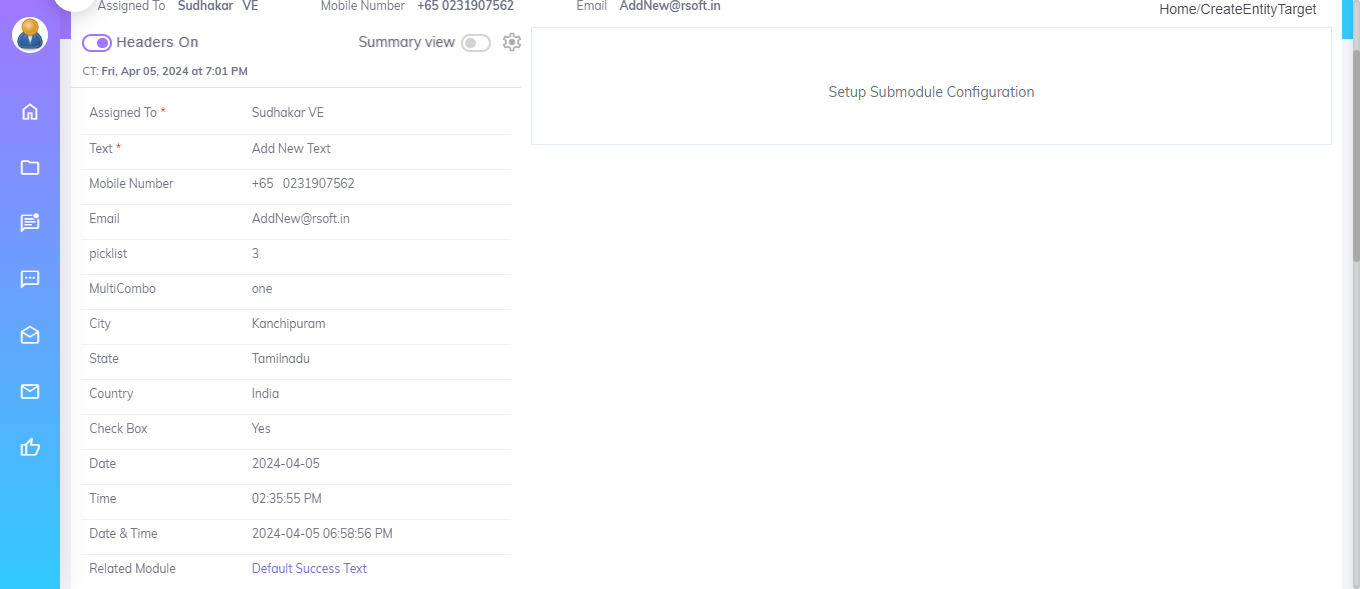 Assigned To Sudhakar VE Mobile Number +65 0231907562 Email AddNew@rsoft.in
Home/CreateEntityTarget
Headers On Summary view
CT: Fri, Apr 05, 2024 at 7:01 PM
Setup Submodule Configuration
Assigned To * Sudhakar VE
Text * Add New Text
Mobile Number +65 0231907562
Email AddNew@rsoft.in
picklist 3
MultiCombo one
City Kanchipuram
State Tamilnadu
Country India
Check Box Yes
Date 2024-04-05
Time 02:35:55 PM
Date & Time 2024-04-05 06:58:56 PM
Related Module Default Success Text